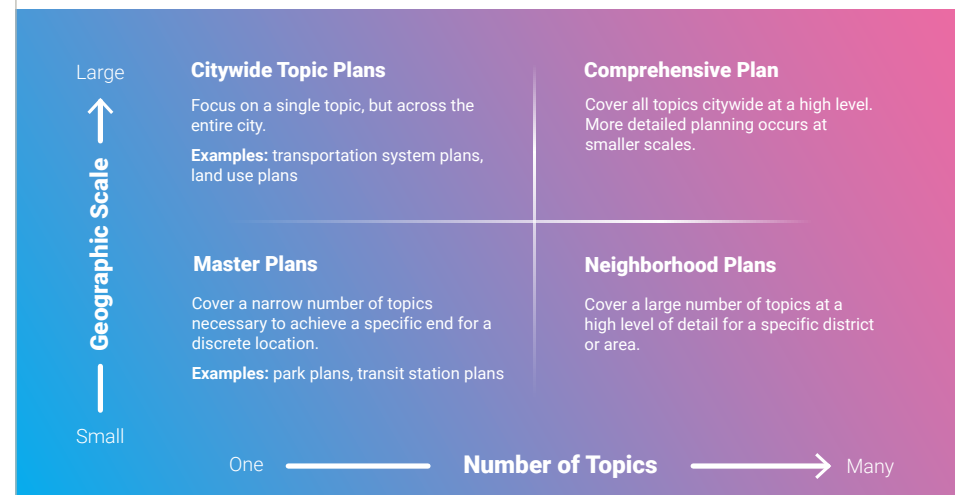 Large
Geographic Scale
Small
Citywide Topic Plans
Focus on a single topic, but across the
entire city.
Examples: transportation system plans,
land use plans
Comprehensive Plan
Cover all topics citywide at a high level.
More detailed planning occurs at
smaller scales.
Master Plans
Cover a narrow number of topics
necessary to achieve a specific end for a
discrete location.
Examples: park plans, transit station plans
Neighborhood Plans
Cover a large number of topics at a
high level of detail for a specific district
or area.
One
Number of Topics
Many